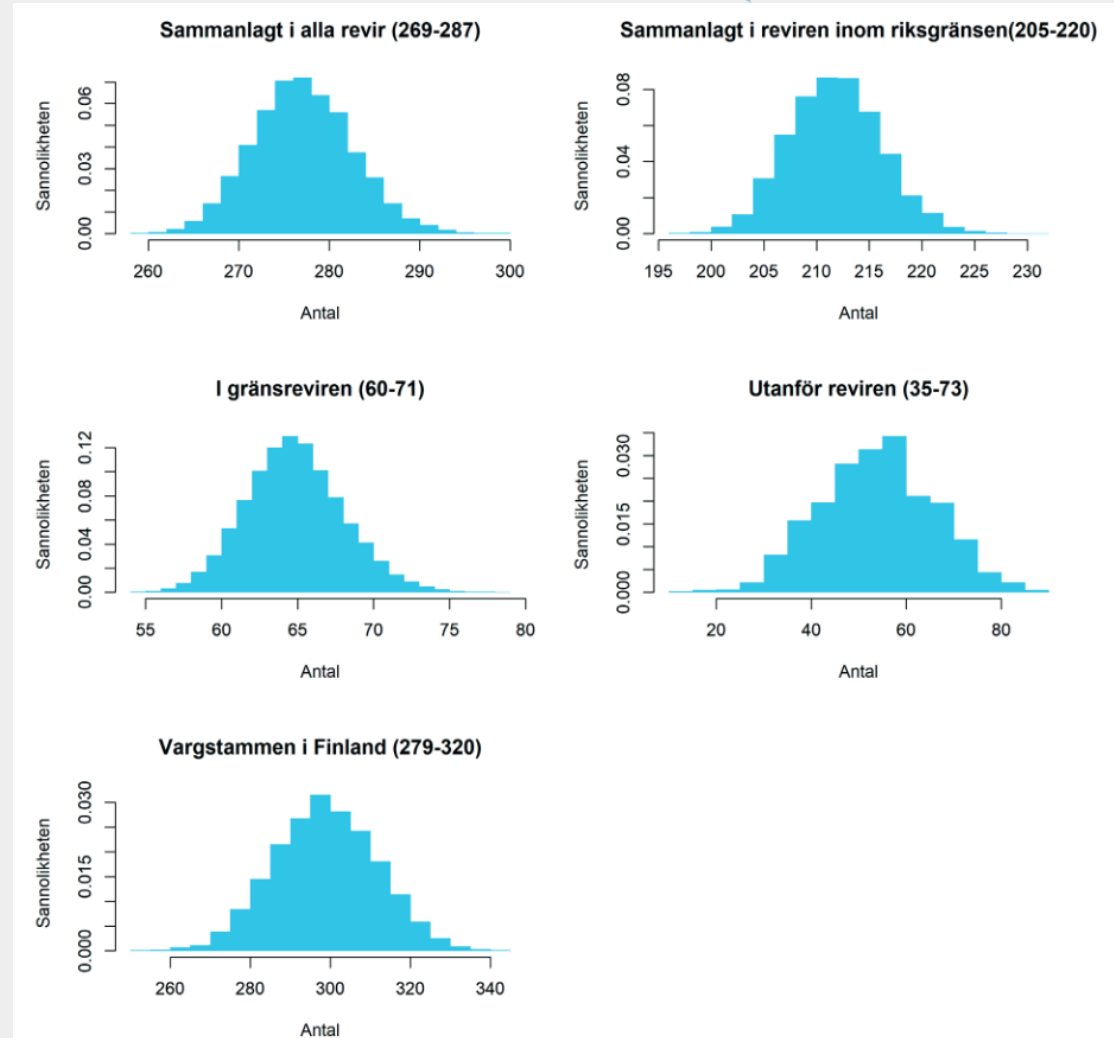 Sammanlagt i alla revir (269-287)
Sannolikheten
0.00 0.03 0.06
260 270 280 290 300
Antal
Sammanlagt i reviren inom riksgränsen(205-220)
Sannolikheten
0.00 0.04 0.08
195 200 205 210 215 220 225 230
Antal
I gränsreviren (60-71)
Sannolikheten
0.00 0.04 0.08 0.12
55 60 65 70 75 80
Antal
Utanför reviren (35-73)
Sannolikheten
0.000 0.015 0.030
20 40 60 80
Antal
Vargstammen i Finland (279-320)
Sannolikheten
0.000 0.015 0.030
260 280 300 320 340
Antal